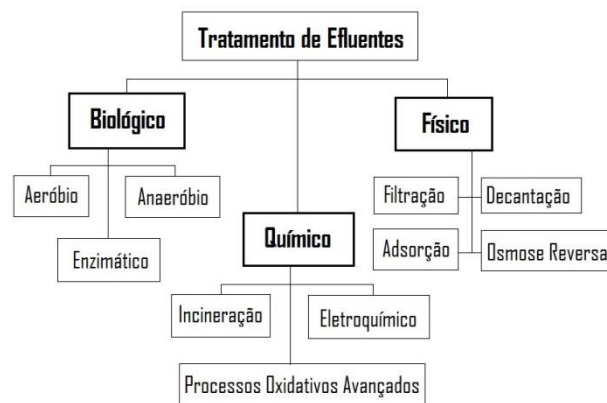 Tratamento de Efluentes
Biológico
Físico
Aeróbio
Anaeróbio
Enzimático
Filtração
Decantação
Adsorção
Osmose Reversa
Químico
Incineração
Eletroquímico
Processos Oxidativos Avançados